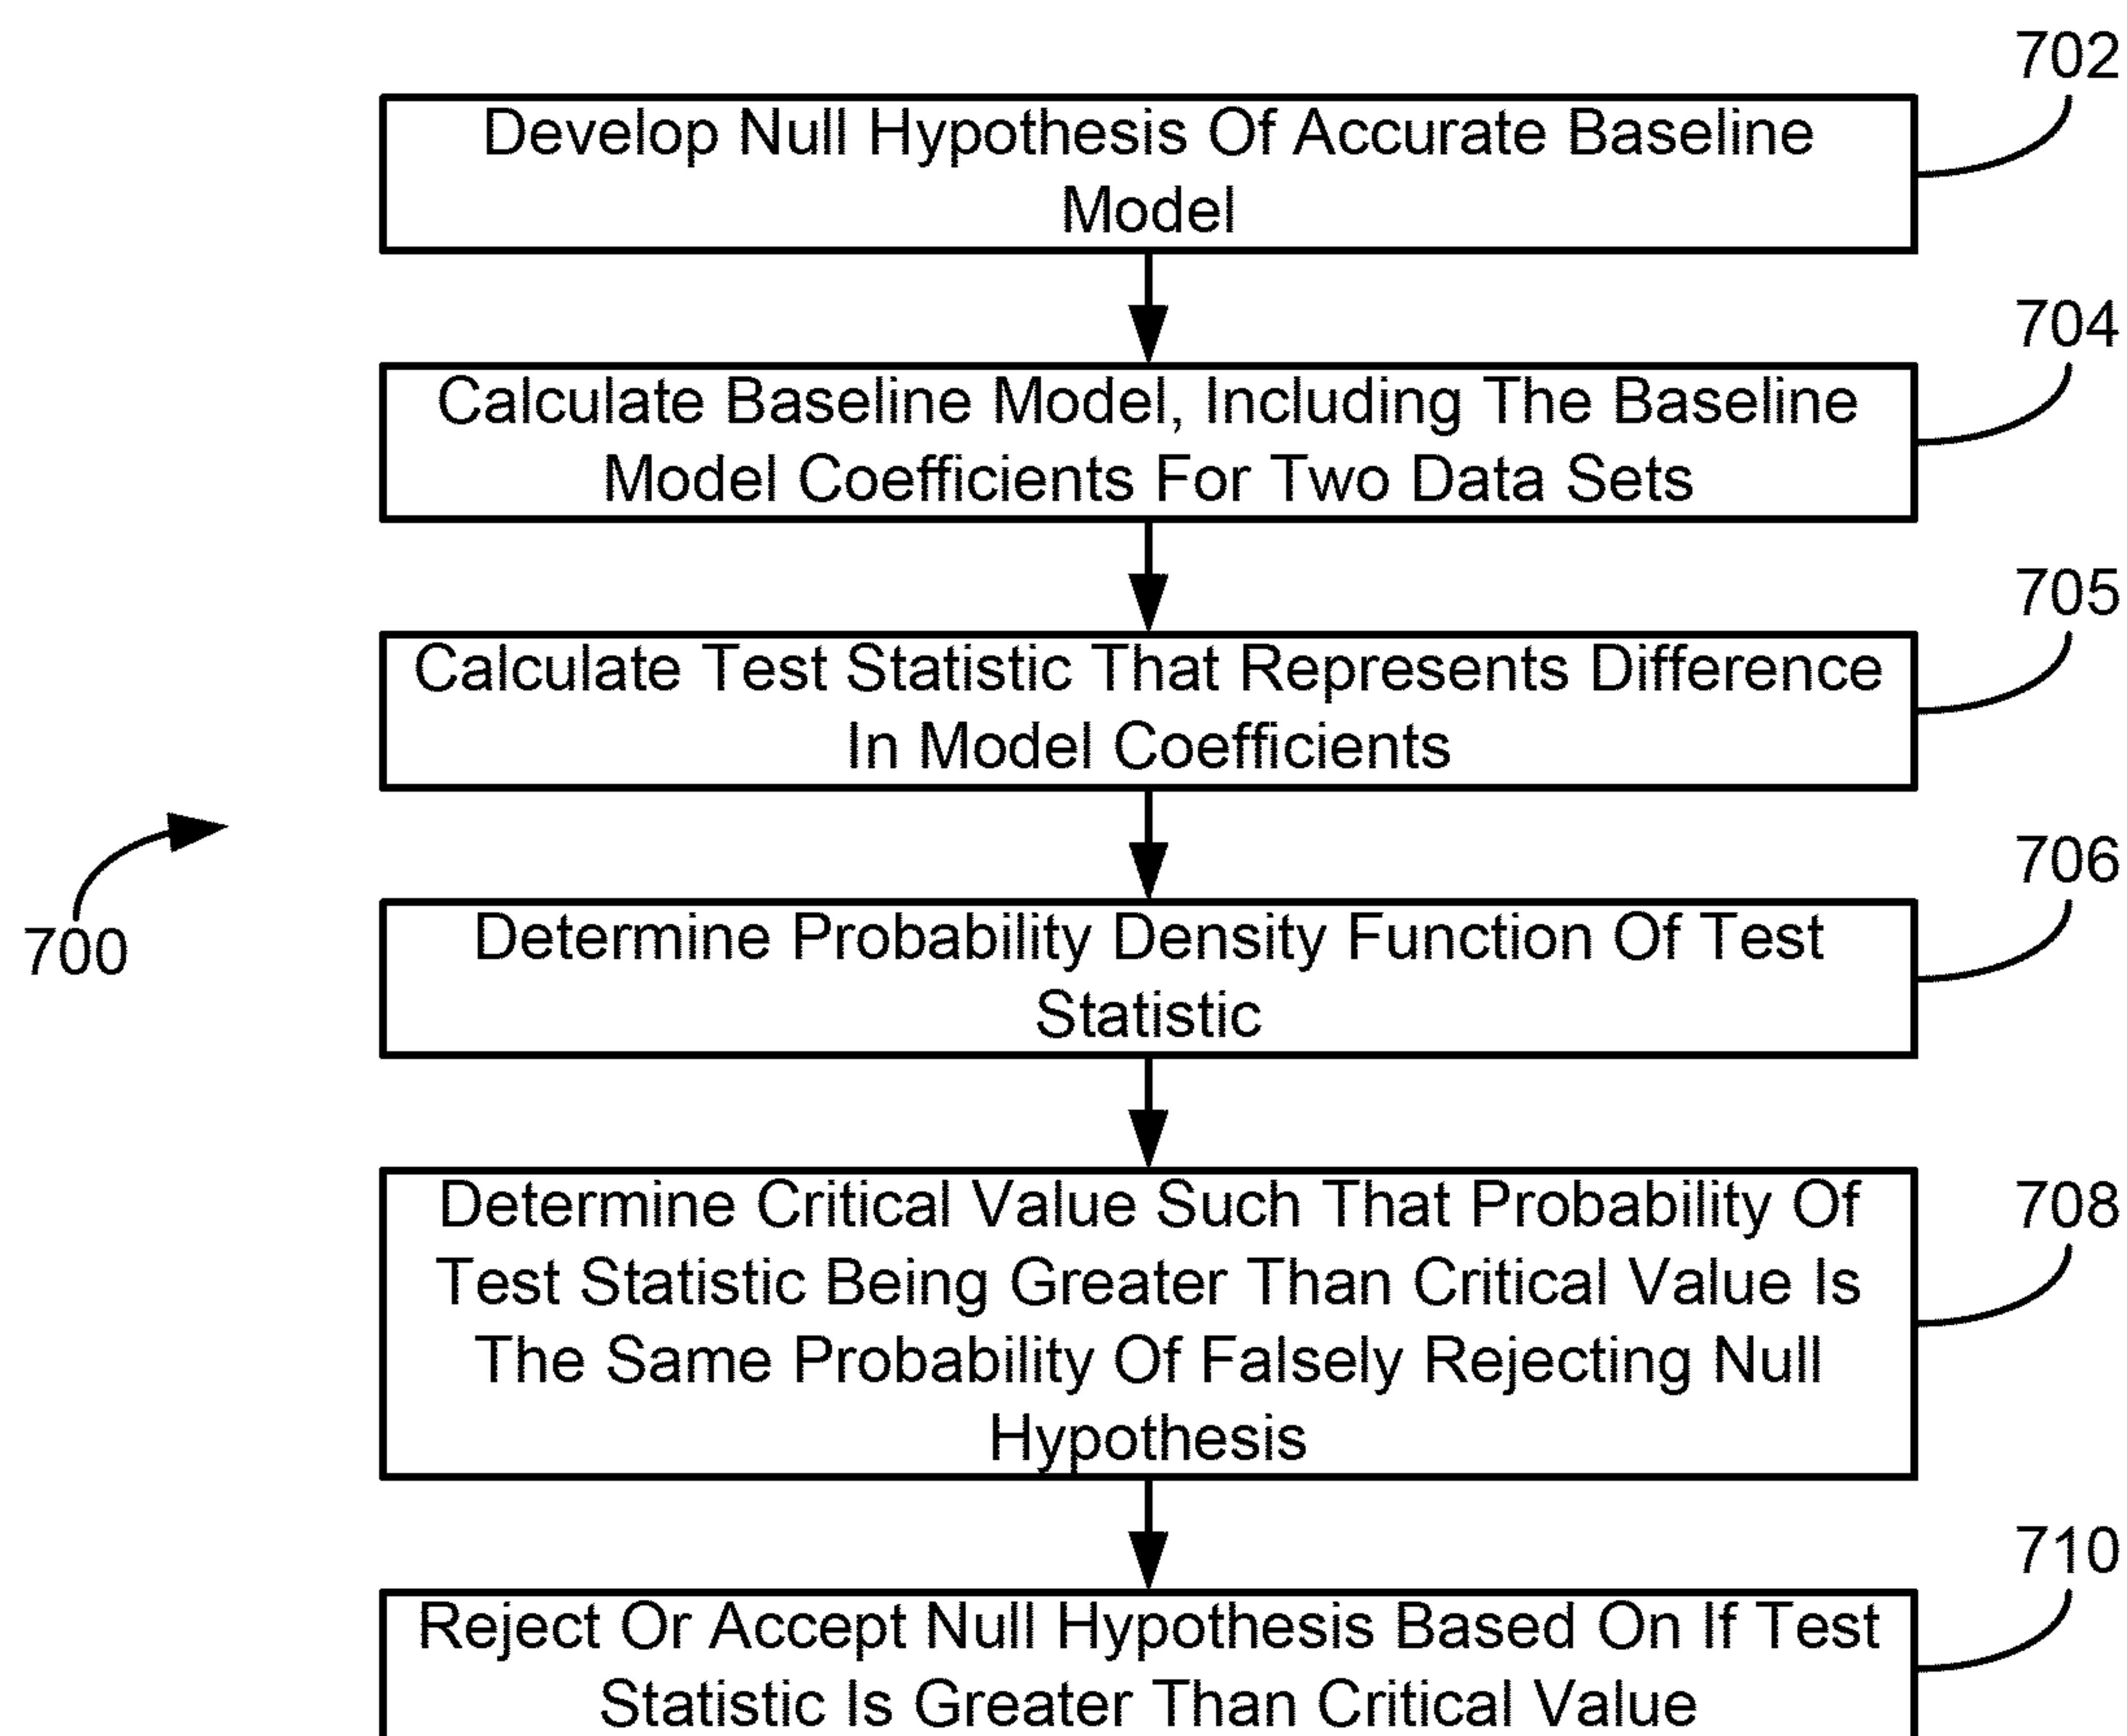 702
Develop Null Hypothesis Of Accurate Baseline
Model
704
Calculate Baseline Model, Including The Baseline
Model Coefficients For Two Data Sets
705
Calculate Test Statistic That Represents Difference
In Model Coefficients
700
706
Determine Probability Density Function Of Test
Statistic
708
Determine Critical Value Such That Probability Of
Test Statistic Being Greater Than Critical Value Is
The Same Probability Of Falsely Rejecting Null
Hypothesis
710
Reject Or Accept Null Hypothesis Based On If Test
Statistic Is Greater Than Critical Value